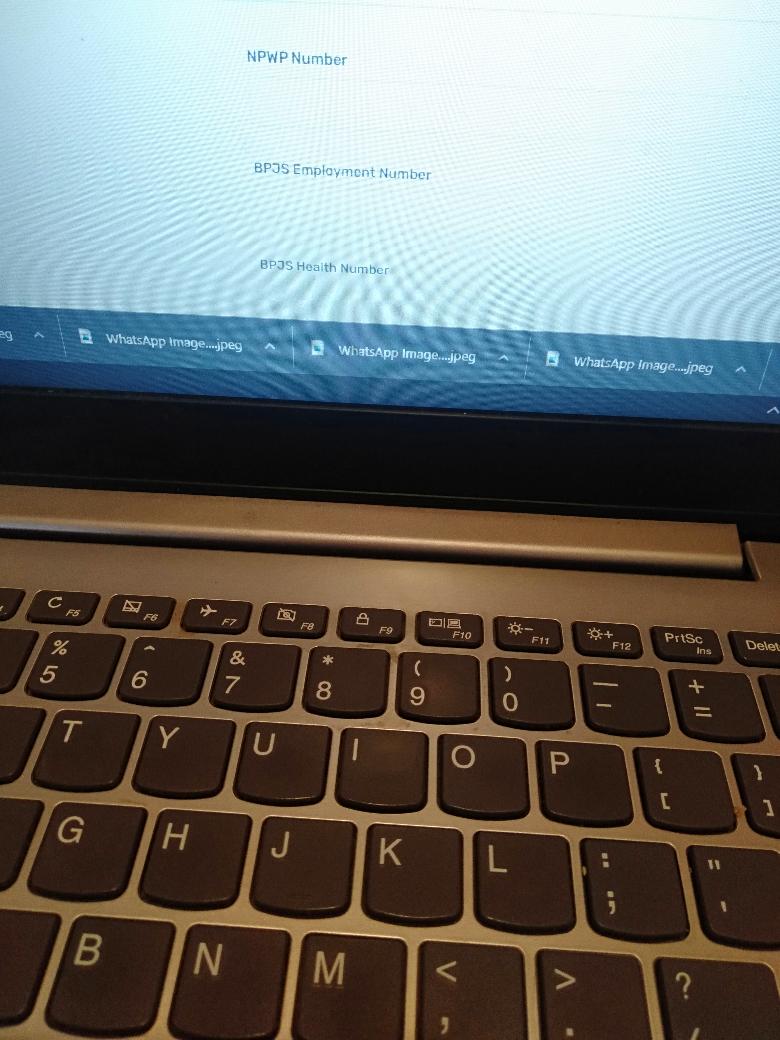 NPWP Number
BPJS Employment Number
BPJS Health Number
eg WhatsApp Image....jpeg WhatsApp Image....jpeg WhatsApp Image....jpeg
F5 F6 F7 F8 F9 F10 F11 F12 PrtSc Ins Delete
% 5 ^ 6 & 7 * 8 ( 9 ) 0 — - + =
T Y U I O P { [ } ]
G H J K L : ; " '
B N M < , > . ? /